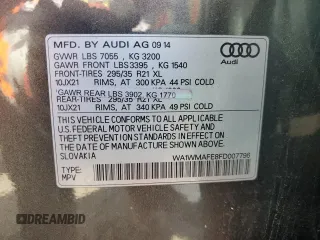 MFD. BY AUDI AG 09 14
GVWR LBS 7055 , KG 3200
GAWR FRONT LBS3395 , KG 1540
FRONT-TIRES 295/35 R21 XL
10JX21 RIMS, AT 300 KPA 44 PSI COLD
GAWR REAR LBS 3902, KG 1770
REAR-TIRES 295/35 R21 XL
10JX21 RIMS, AT 340 KPA 49 PSI COLD
THIS VEHICLE CONFORMS TO ALL APPLICABLE
U.S. FEDERAL MOTOR VEHICLE SAFETY, BUMPER
AND THEFT PREVENTION STANDARDS IN EFFECT ON
THE DATE OF MANUFACTURE SHOWN ABOVE
SLOVAKIA
TYPE:
MPV
Audi
DREAMBID